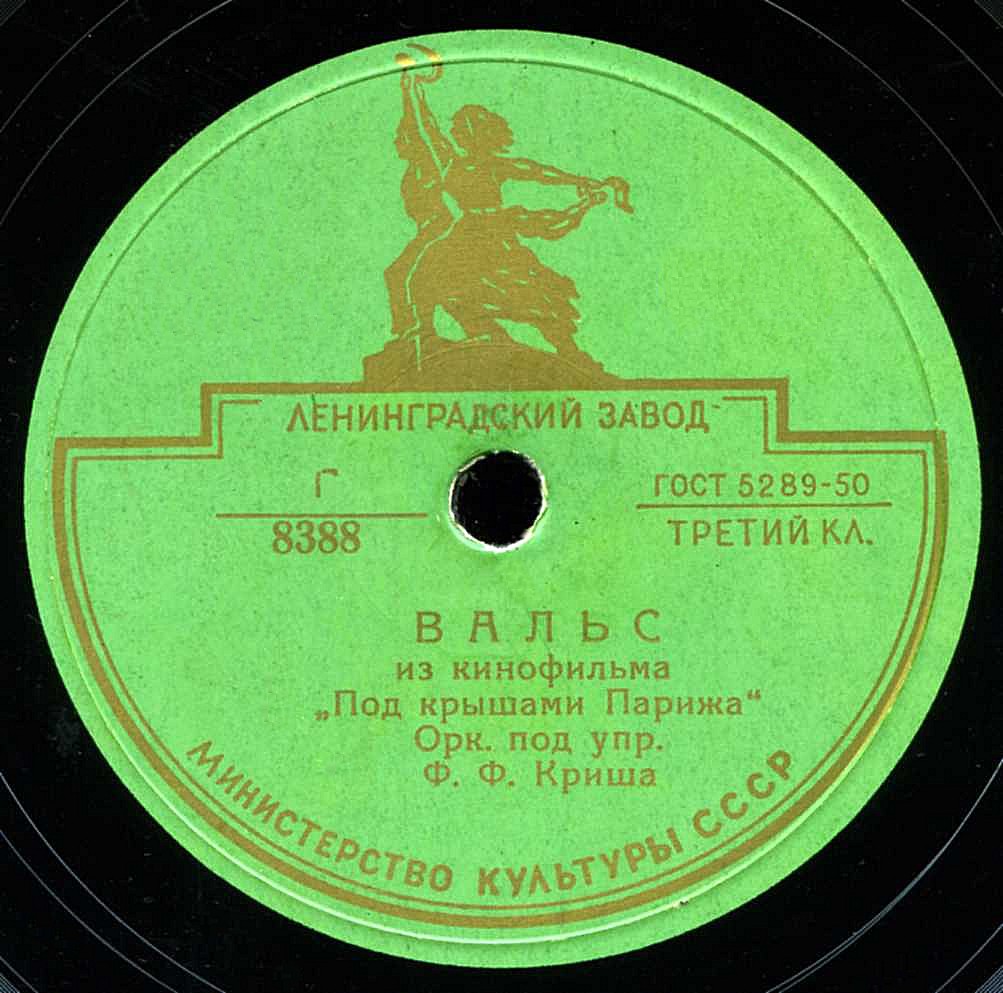 ЛЕНИНГРАДСКИЙ ЗАВОД
Г
8388
ГОСТ 5289-50
ТРЕТИЙ КЛ.
ВАЛЬС
из кинофильма
„Под крышами Парижа“
Орк. под упр.
Ф. Ф. Криша
МИНИСТЕРСТВО КУЛЬТУРЫ СССР